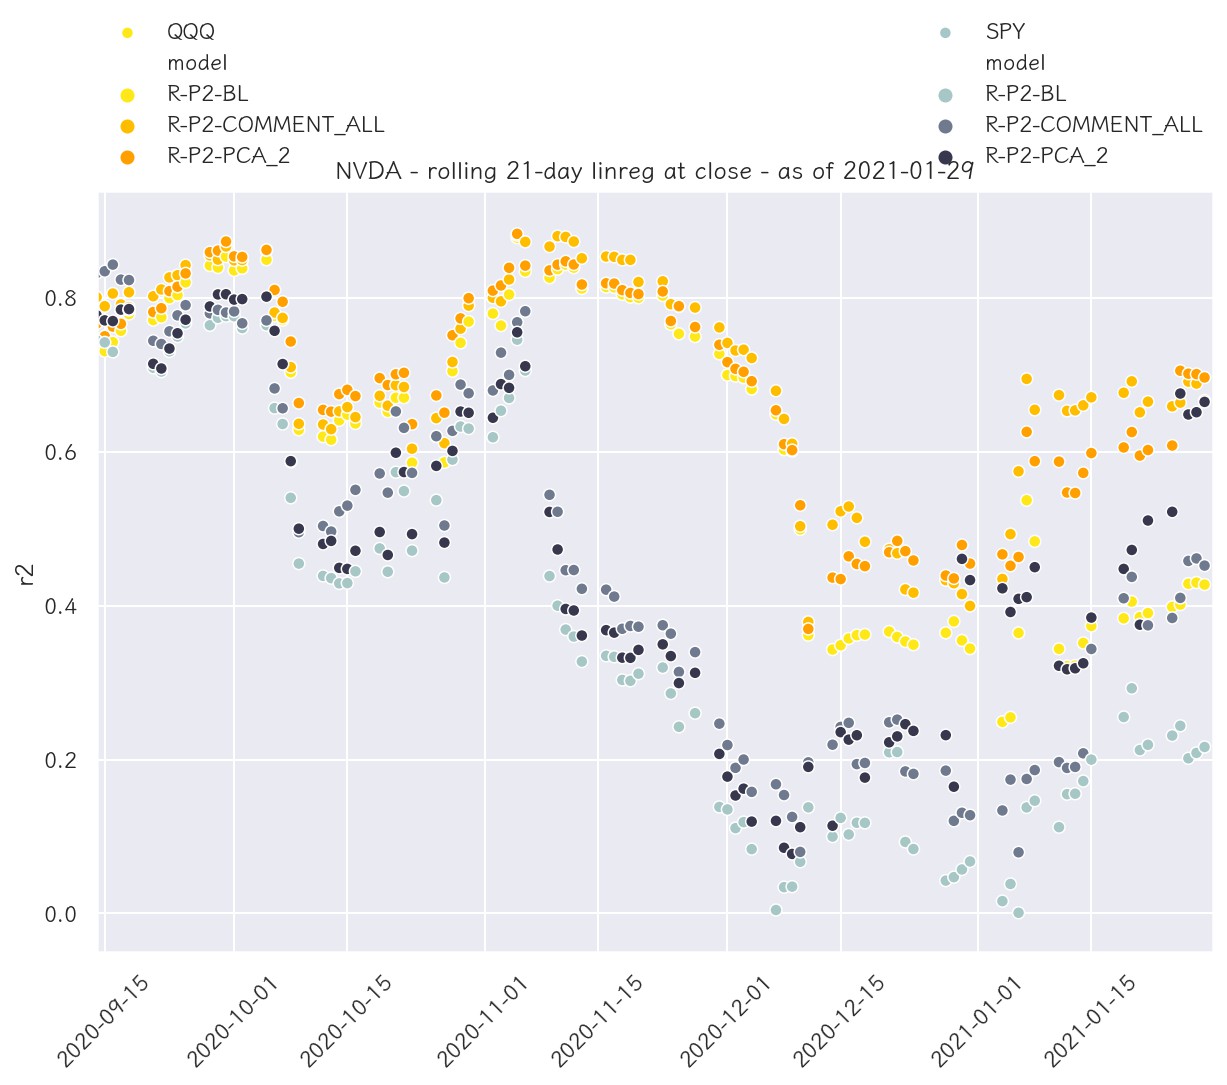 QQQ
model
R-P2-BL
R-P2-COMMENT_ALL
R-P2-PCA_2
SPY
model
R-P2-BL
R-P2-COMMENT_ALL
R-P2-PCA_2
NVDA - rolling 21-day linreg at close - as of 2021-01-29
r2
0.8
0.6
0.4
0.2
0.0
2020-09-15
2020-10-01
2020-10-15
2020-11-01
2020-11-15
2020-12-01
2020-12-15
2021-01-01
2021-01-15